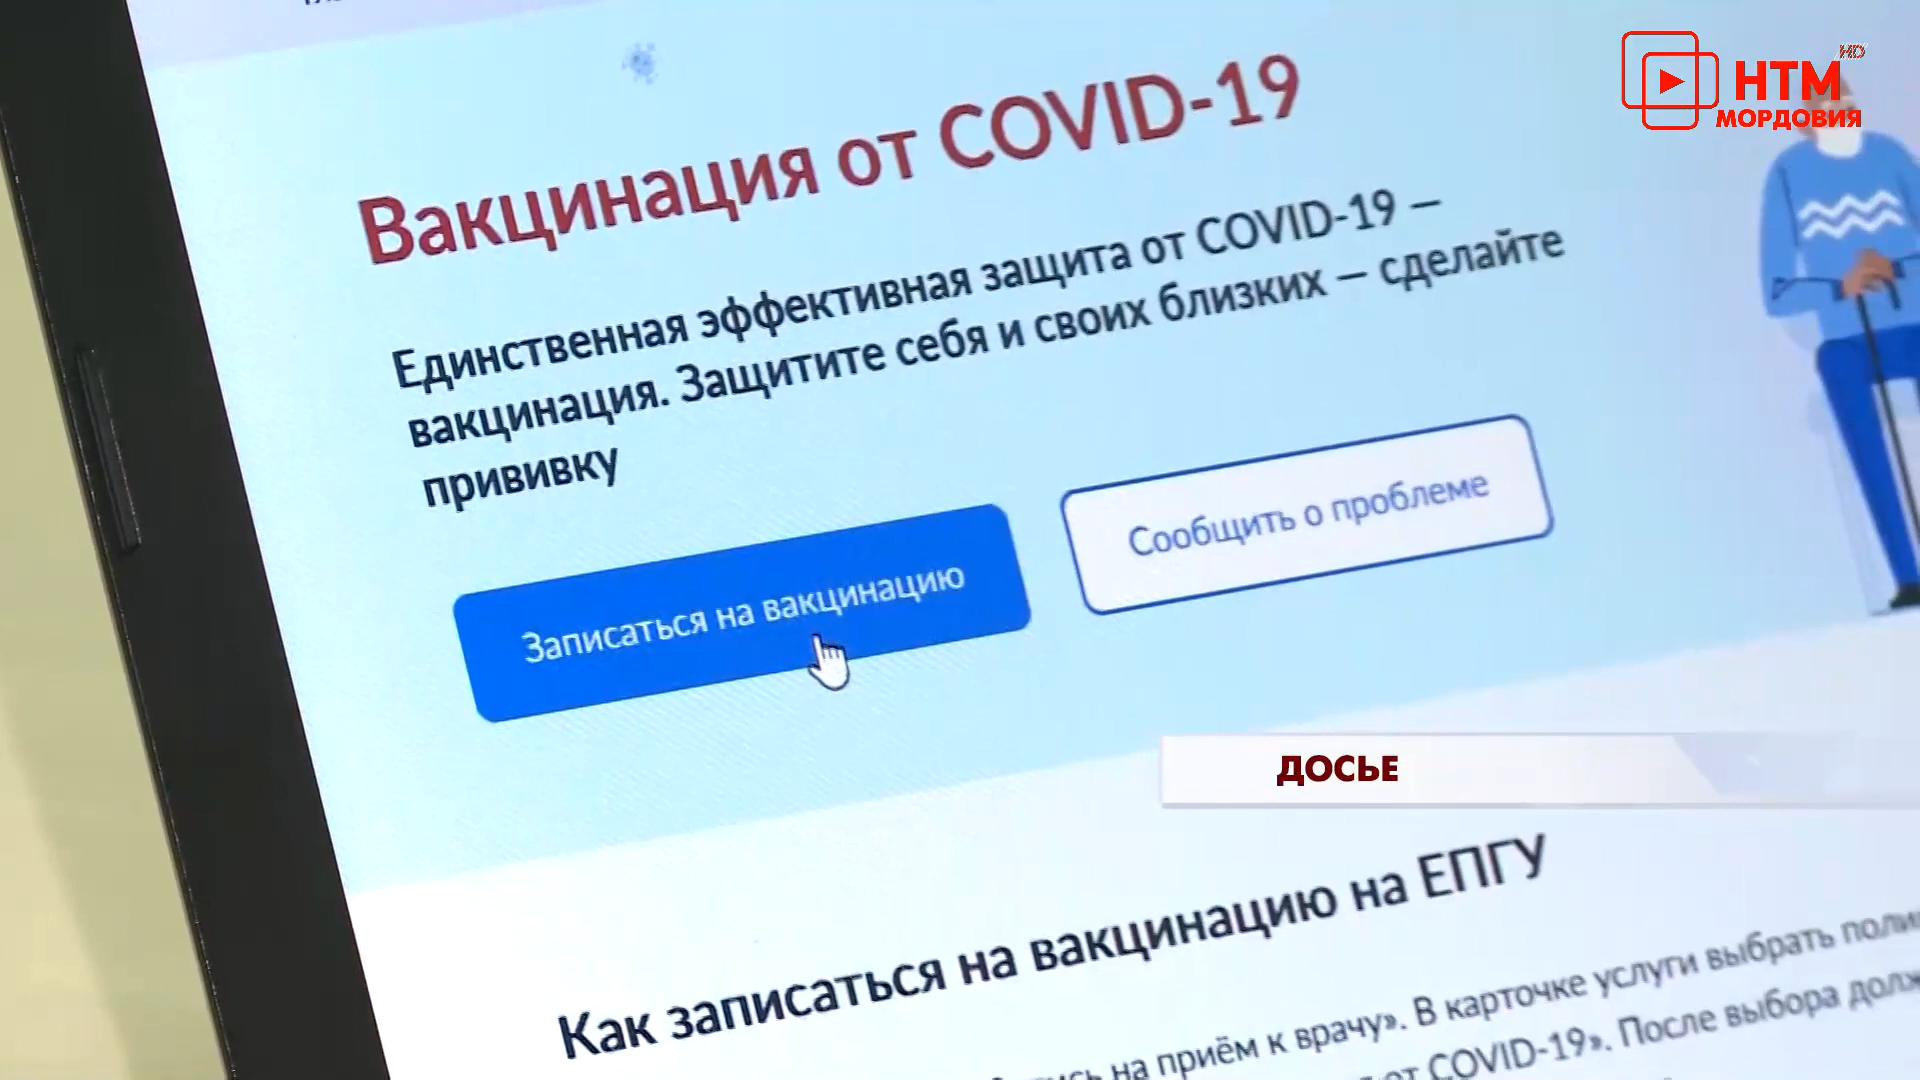 HD
НТМ
МОРДОВИЯ
Вакцинация от COVID-19
Единственная эффективная защита от COVID-19 –
вакцинация. Защитите себя и своих близких – сделайте
прививку
Записаться на вакцинацию
Сообщить о проблеме
ДОСЬЕ
Как записаться на вакцинацию на ЕПГУ
на приём к врачу». В карточке услуги выбрать
от COVID-19». После выбора